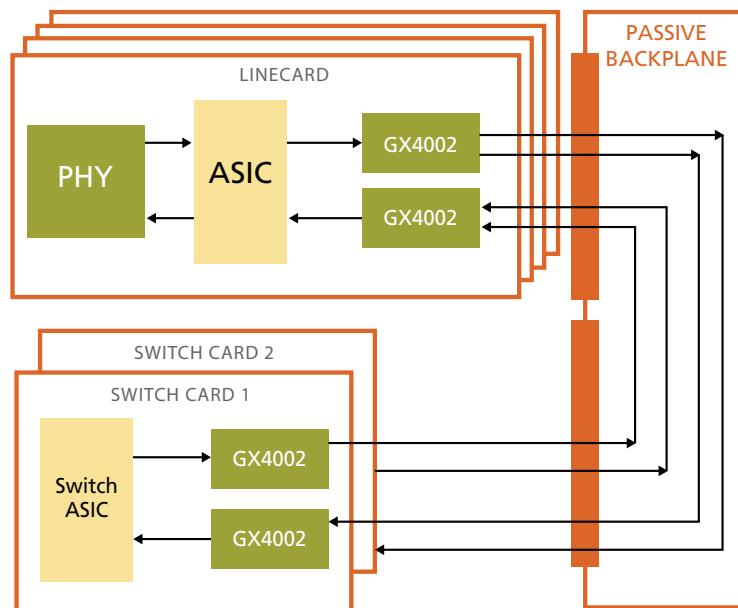 PASSIVE
BACKPLANE
LINECARD
PHY
ASIC
GX4002
GX4002
SWITCH CARD 2
SWITCH CARD 1
Switch
ASIC
GX4002
GX4002